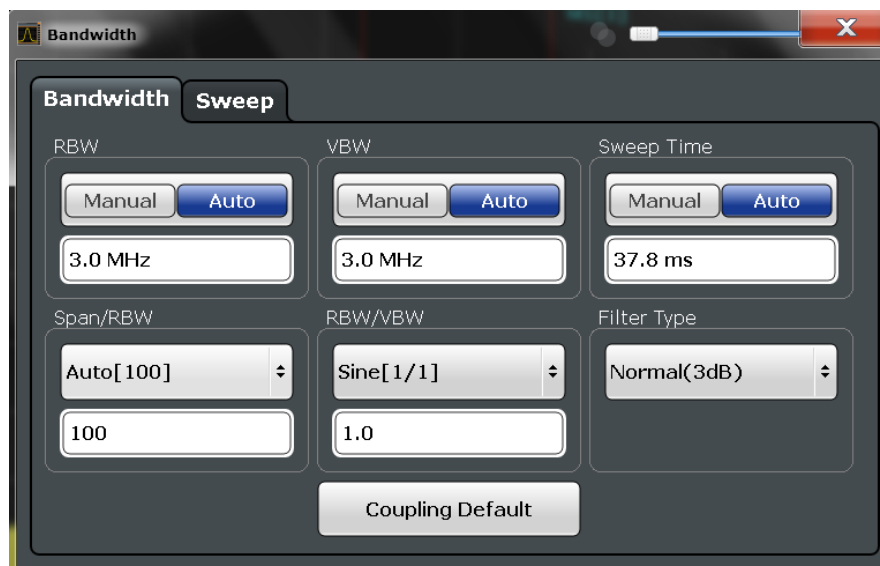 Bandwidth
X
Bandwidth Sweep
RBW VBW Sweep Time
Manual Auto Manual Auto Manual Auto
3.0 MHz 3.0 MHz 37.8 ms
Span/RBW RBW/VBW Filter Type
Auto[100] Sine[1/1] Normal(3dB)
100 1.0
Coupling Default